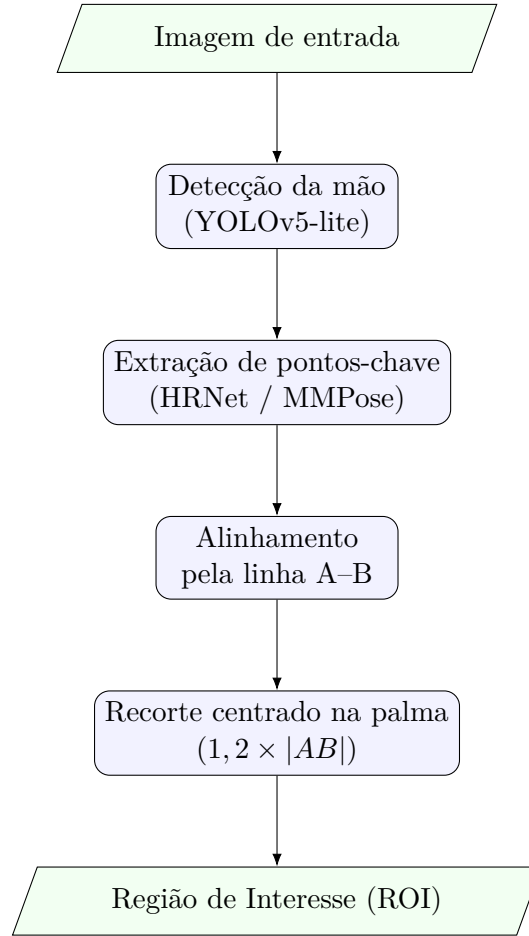 Imagem de entrada
Detecção da mão
(YOLOv5-lite)
Extração de pontos-chave
(HRNet / MMPose)
Alinhamento
pela linha A–B
Recorte centrado na palma
(1, 2 × |AB|)
Região de Interesse (ROI)